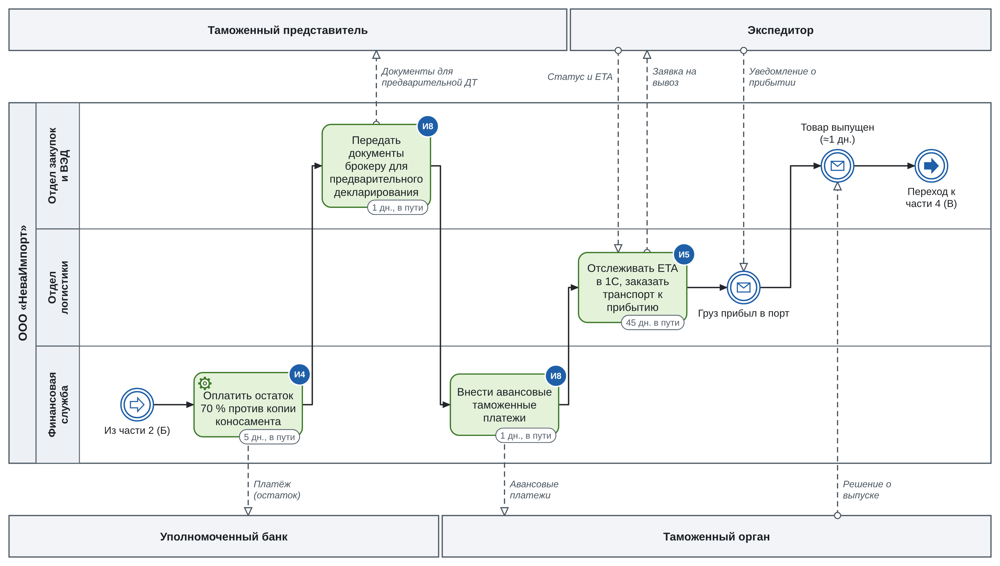 Таможенный представитель
Экспедитор
Документы для
предварительной ДТ
Статус и ETA
Заявка на
вывоз
Уведомление о
прибытии
ООО «НеваИмпорт»
Отдел закупок
и ВЭД
И8
Передать
документы
брокеру для
предварительного
декларирования
1 дн., в пути
Товар выпущен
(≈1 дн.)
Переход к
части 4 (В)
Отдел
логистики
И5
Отслеживать ETA
в 1С, заказать
транспорт к
прибытию
45 дн. в пути
Груз прибыл в порт
Финансовая
служба
Из части 2 (Б)
И4
Оплатить остаток
70 % против копии
коносамента
5 дн., в пути
И8
Внести авансовые
таможенные
платежи
1 дн., в пути
Платёж
(остаток)
Авансовые
платежи
Решение о
выпуске
Уполномоченный банк
Таможенный орган